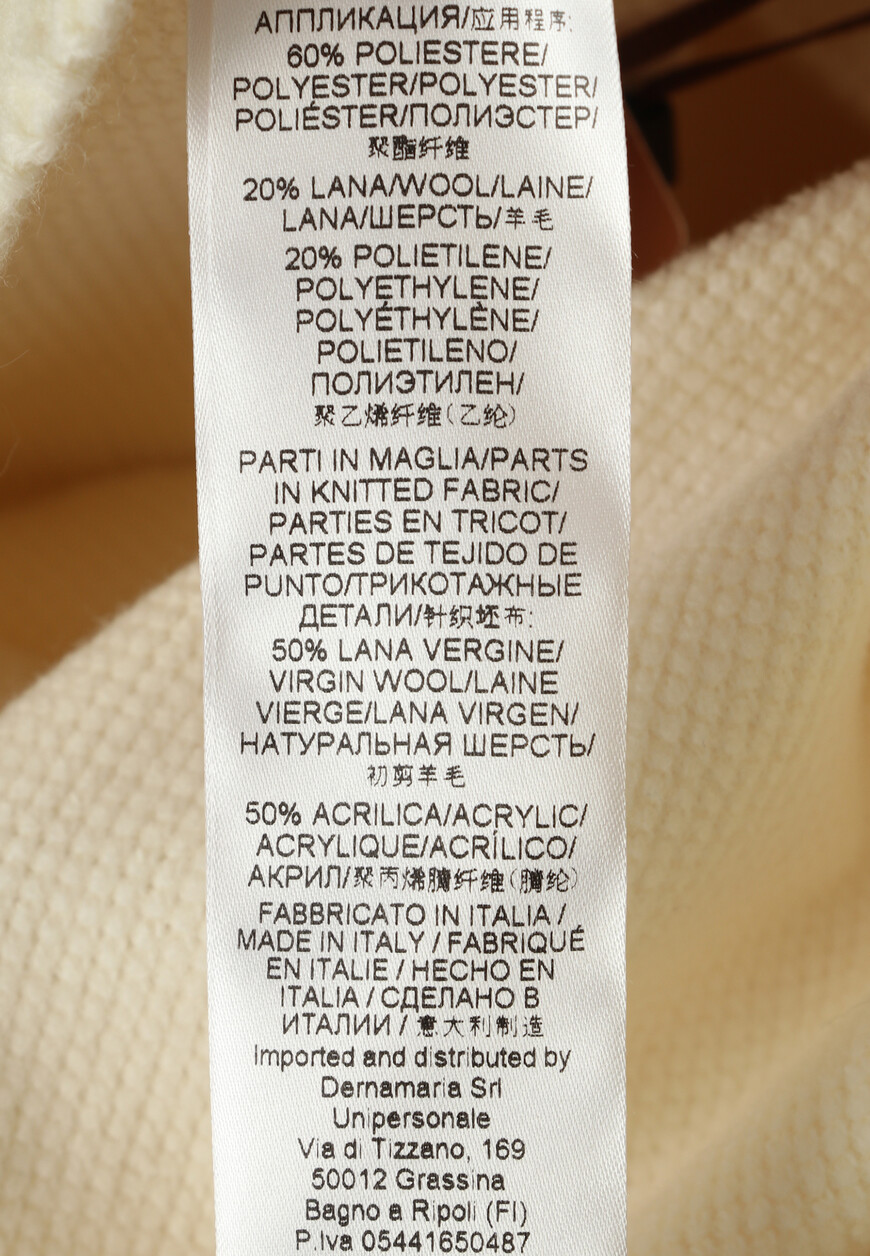 АППЛИКАЦИЯ/应用程序:
60% POLIESTERE/
POLYESTER/POLYESTER/
POLIÉSTER/ПОЛИЭСТЕР/
聚酯纤维
20% LANA/WOOL/LAINE/
LANA/ШЕРСТЬ/羊毛
20% POLIETILENE/
POLYETHYLENE/
POLYÉTHYLÈNE/
POLIETILENO/
ПОЛИЭТИЛЕН/
聚乙烯纤维(乙纶)
PARTI IN MAGLIA/PARTS
IN KNITTED FABRIC/
PARTIES EN TRICOT/
PARTES DE TEJIDO DE
PUNTO/ТРИКОТАЖНЫЕ
ДЕТАЛИ/针织坯布:
50% LANA VERGINE/
VIRGIN WOOL/LAINE
VIERGE/LANA VIRGEN/
НАТУРАЛЬНАЯ ШЕРСТЬ/
初剪羊毛
50% ACRILICA/ACRYLIC/
ACRYLIQUE/ACRÍLICO/
АКРИЛ/聚丙烯腈纤维(腈纶)
FABBRICATO IN ITALIA /
MADE IN ITALY / FABRIQUÉ
EN ITALIE / HECHO EN
ITALIA / СДЕЛАНО В
ИТАЛИИ / 意大利制造
Imported and distributed by
Dernamaria Srl
Unipersonale
Via di Tizzano, 169
50012 Grassina
Bagno a Ripoli (FI)
P.Iva 05441650487